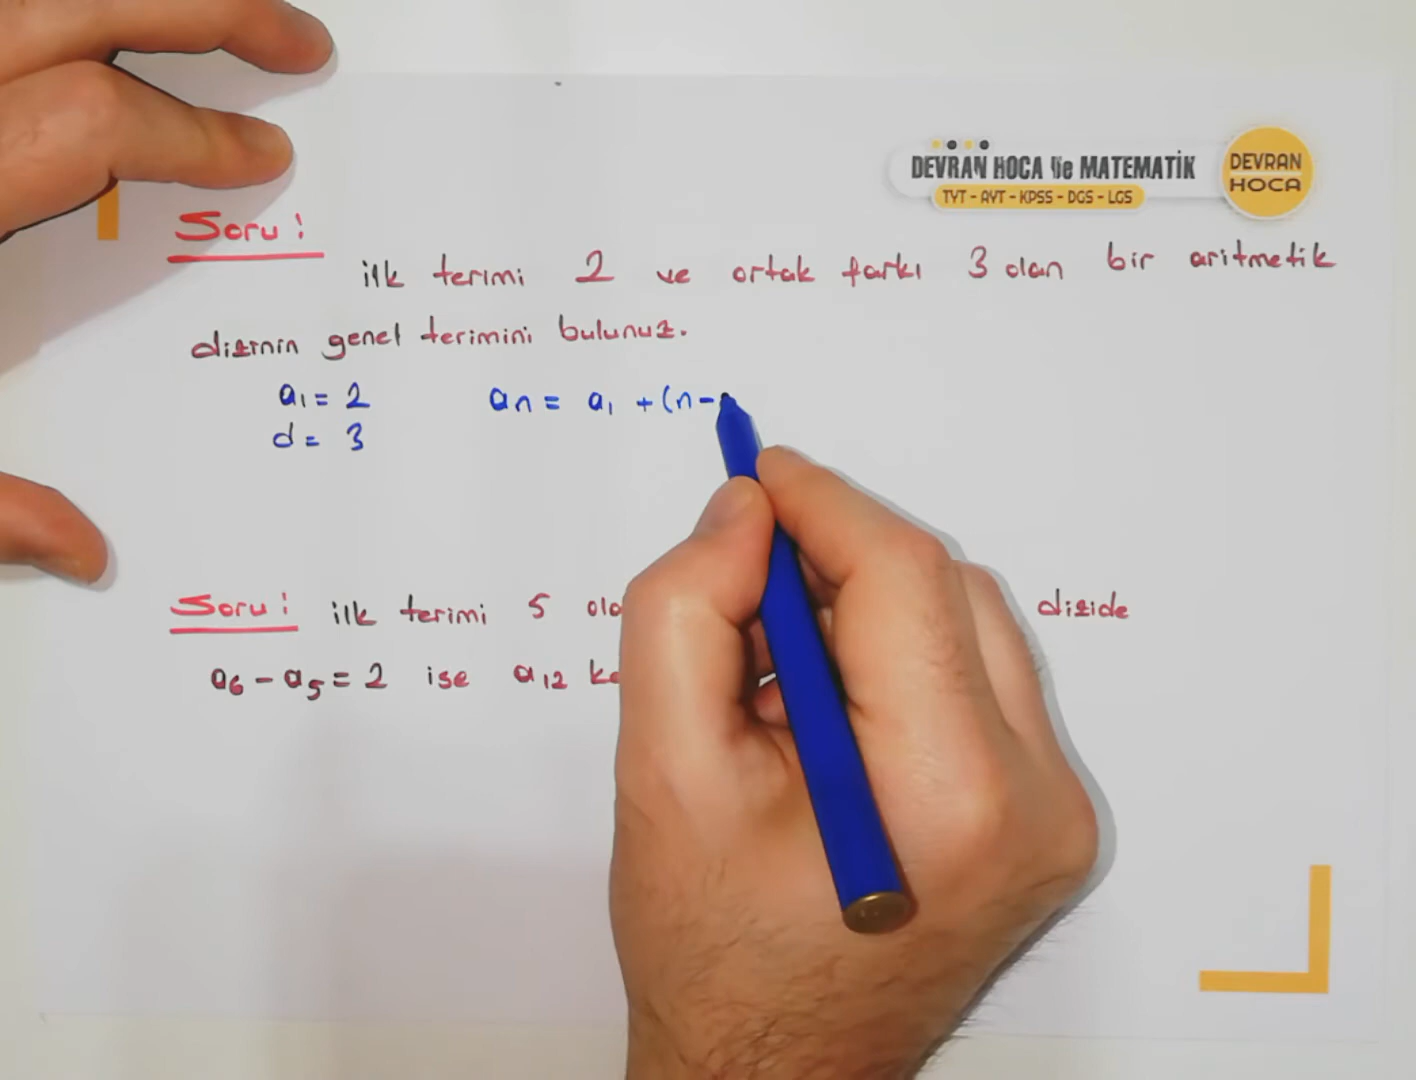 DEVRAN HOCA ile MATEMATİK
TYT - AYT - KPSS - DGS - LGS
DEVRAN
HOCA
Soru:
ilk terimi 2 ve ortak farkı 3 olan bir aritmetik
dizinin genel terimini bulunuz.
a₁ = 2
d = 3
aₙ = a₁ + (n -
Soru: ilk terimi 5 dizide
a₆ - a₅ = 2 ise a₁₂